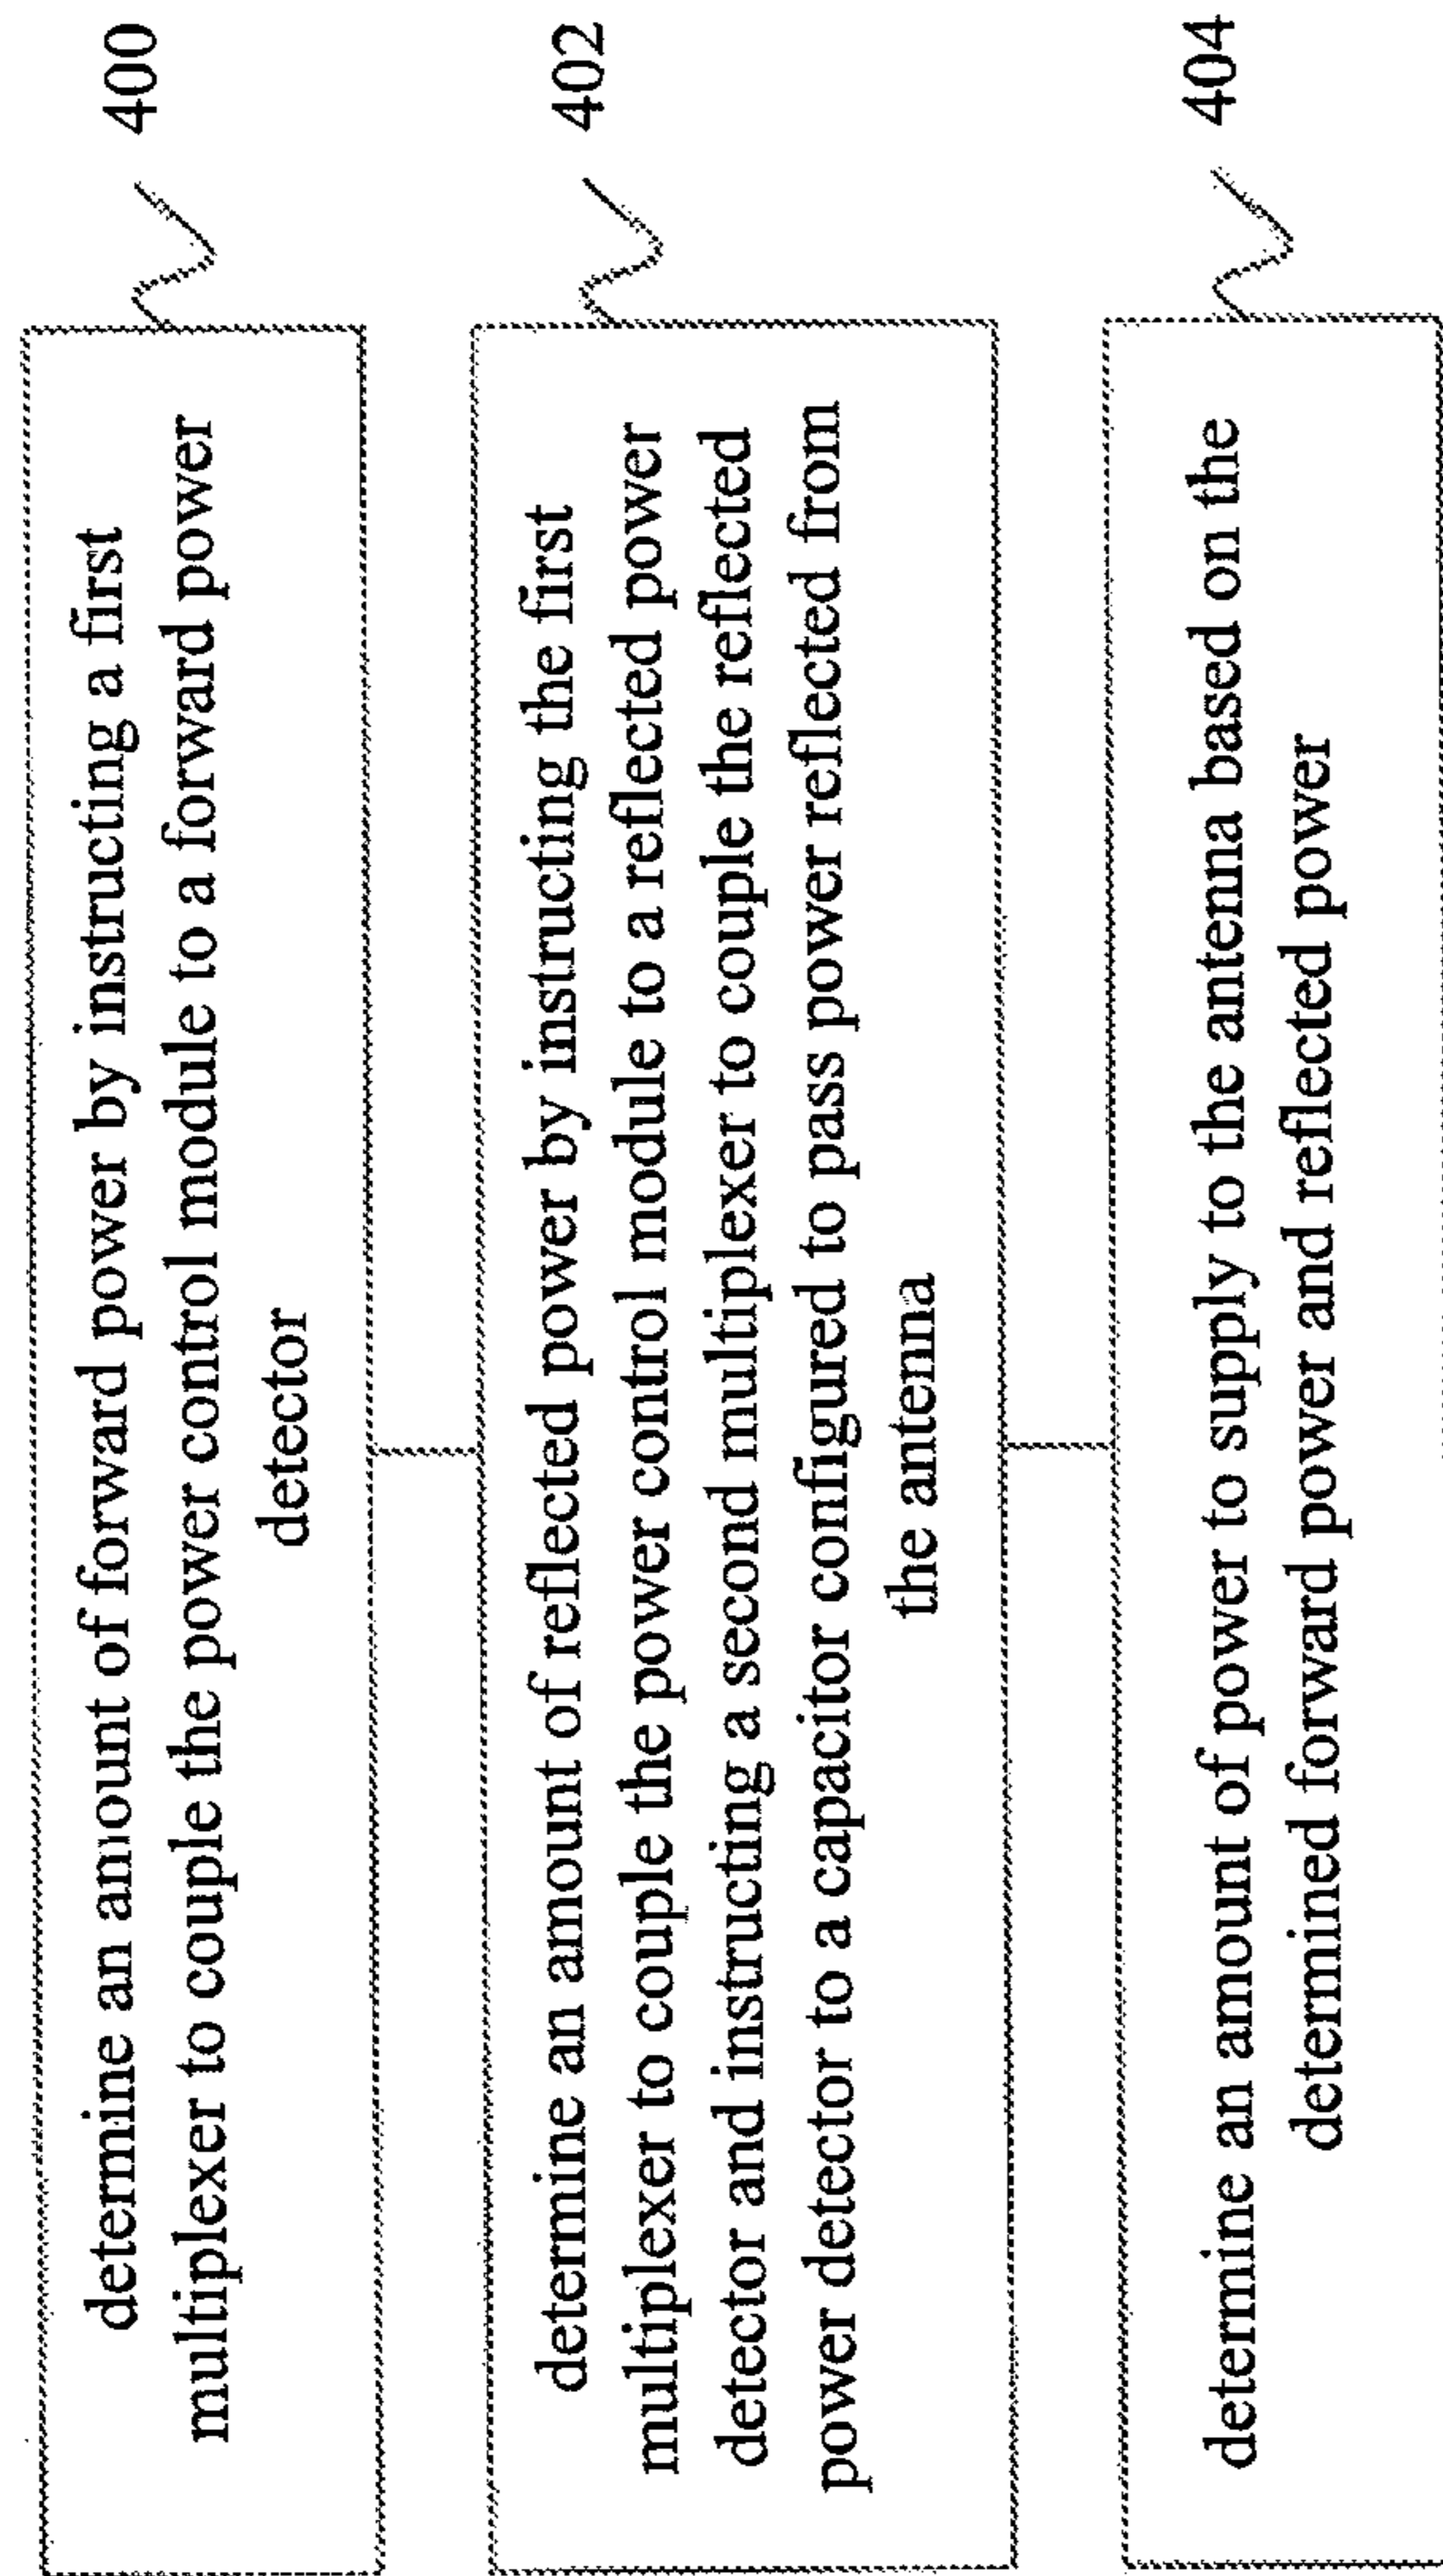 determine an amount of forward power by instructing a first
multiplexer to couple the power control module to a forward power
detector
400
determine an amount of reflected power by instructing the first
multiplexer to couple the power control module to a reflected power
detector and instructing a second multiplexer to couple the reflected
power detector to a capacitor configured to pass power reflected from
the antenna
402
determine an amount of power to supply to the antenna based on the
determined forward power and reflected power
404